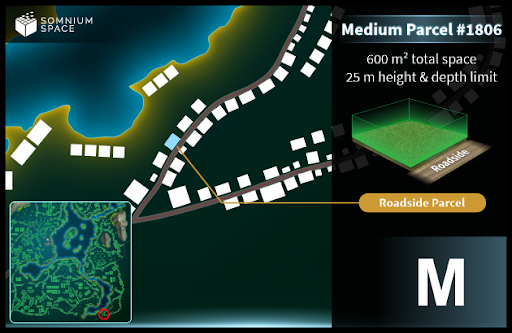 SOMNIUM
SPACE
Medium Parcel #1806
600 m² total space
25 m height & depth limit
Roadside
Roadside Parcel
M